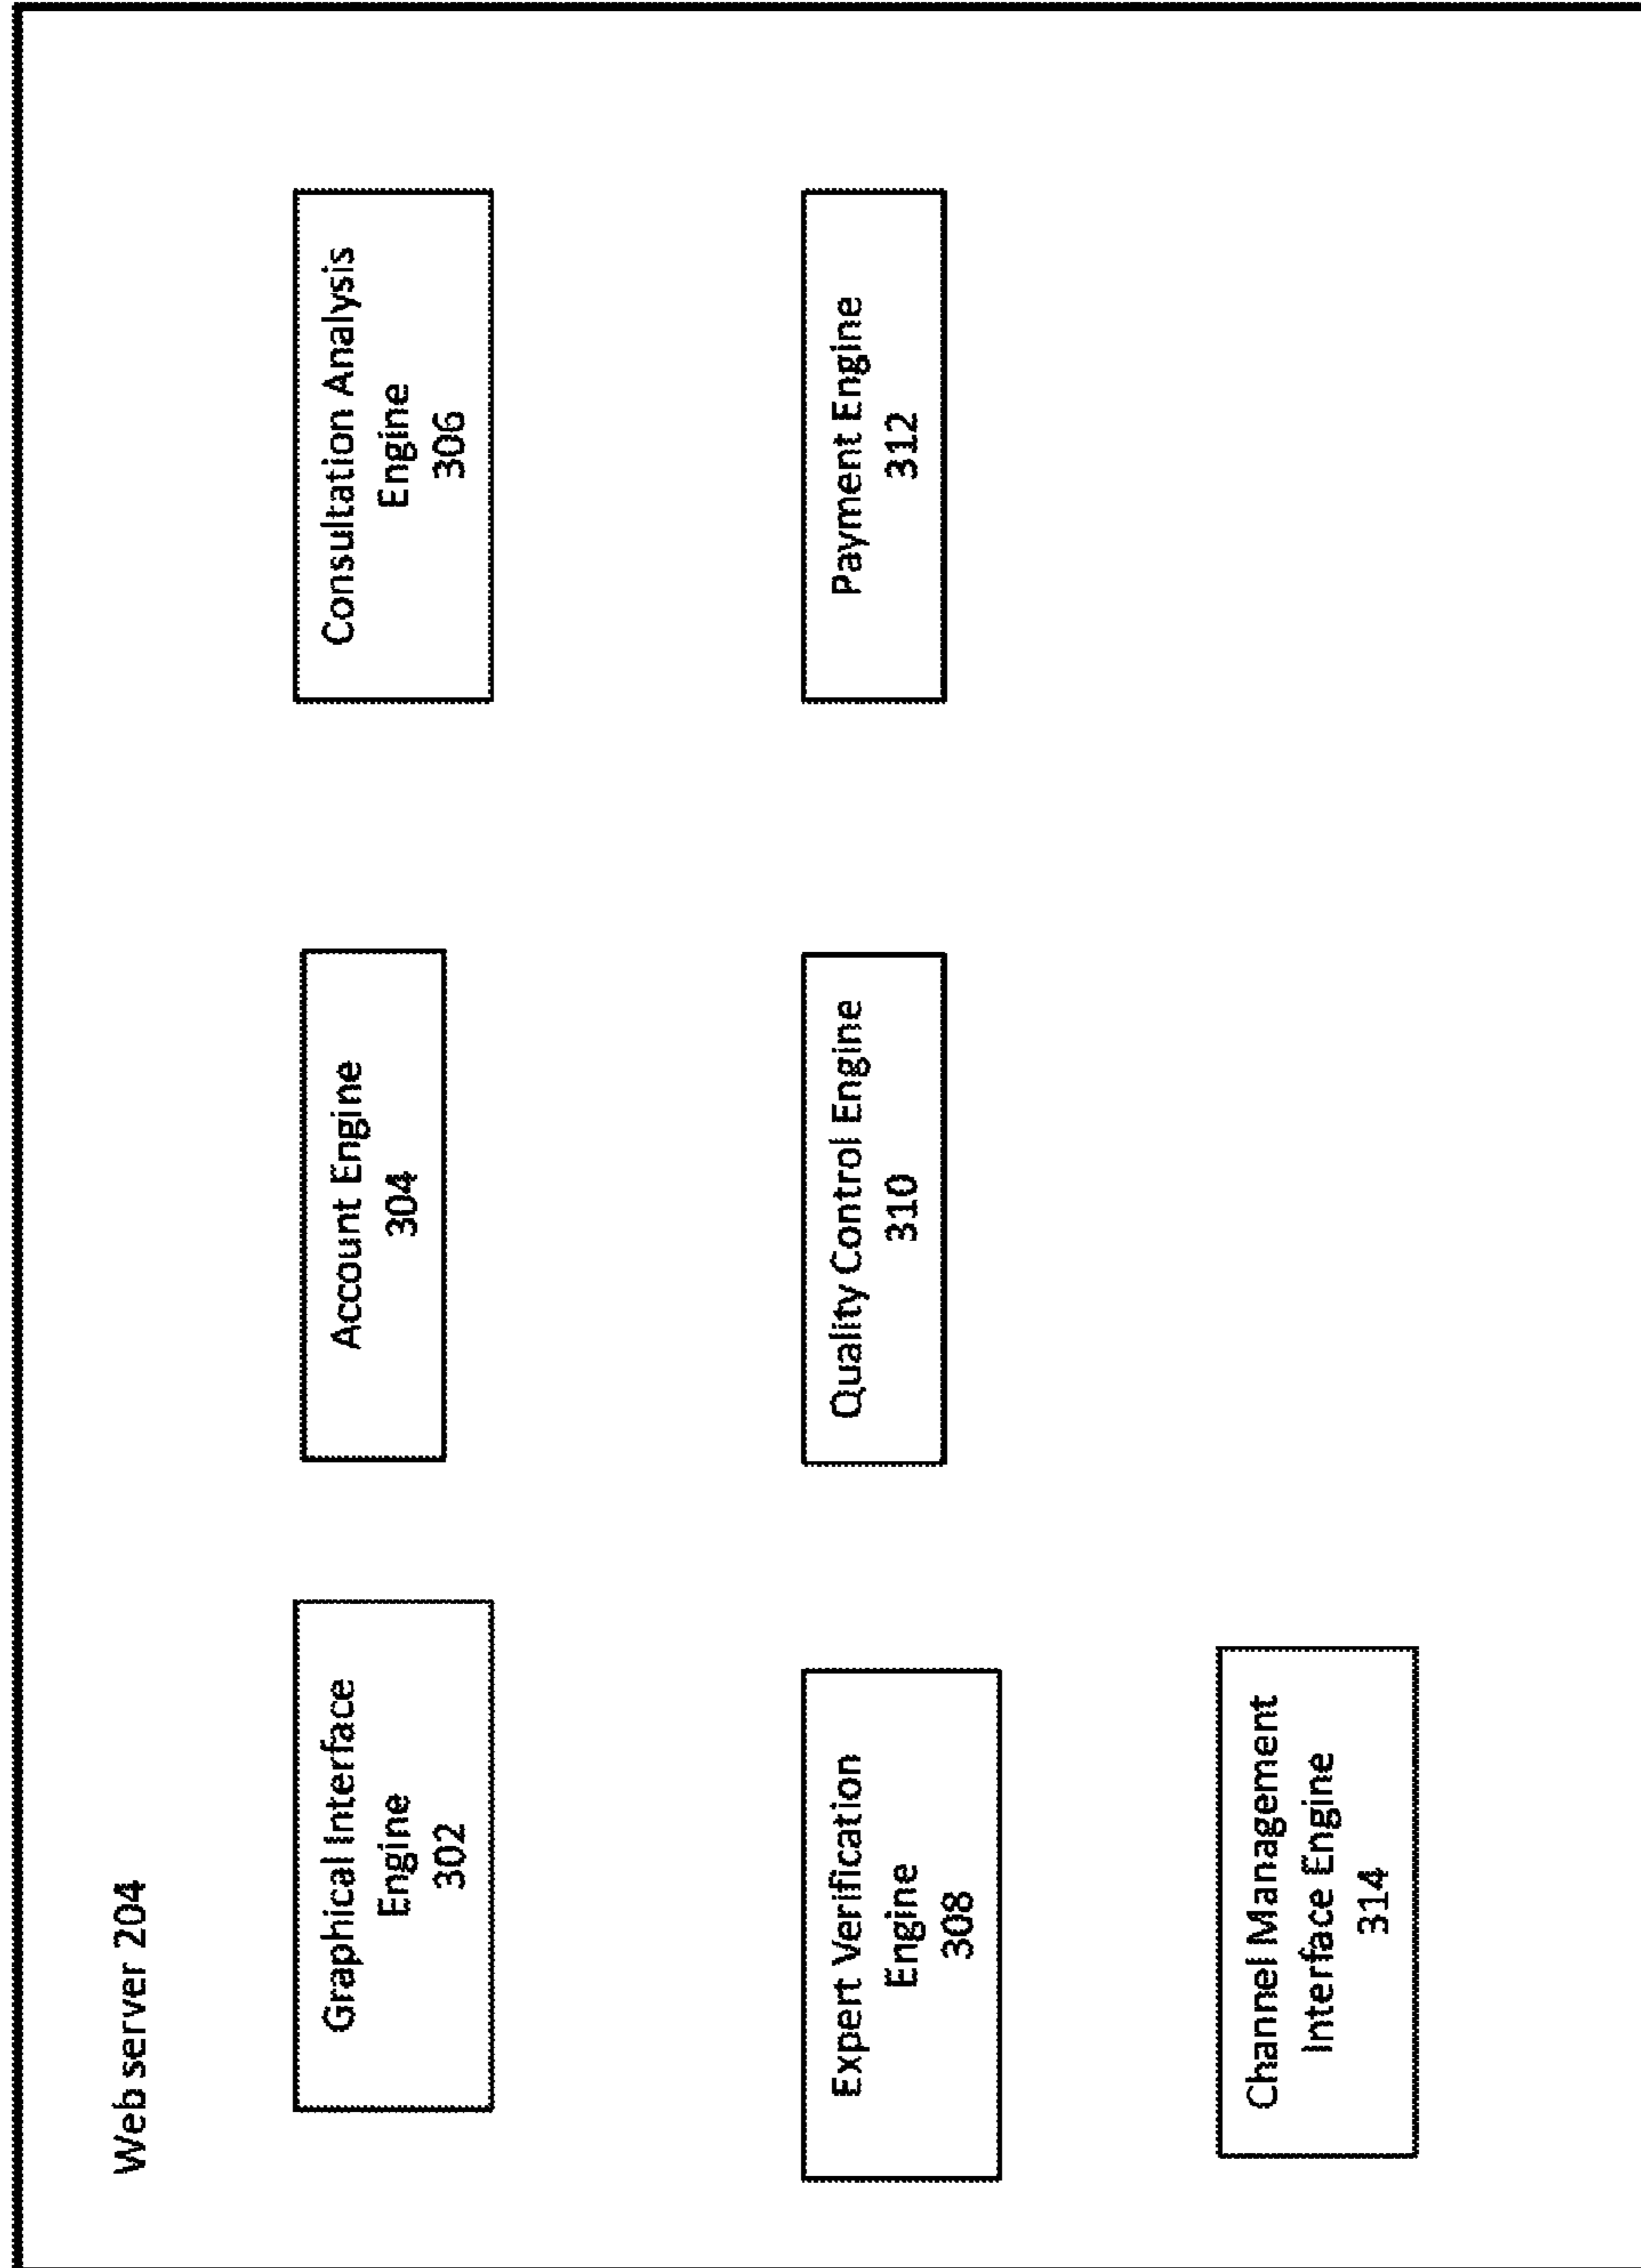 Web server 204
Graphical Interface
Engine
302
Account Engine
304
Consultation Analysis
Engine
306
Expert Verification
Engine
308
Quality Control Engine
310
Payment Engine
312
Channel Management
Interface Engine
314